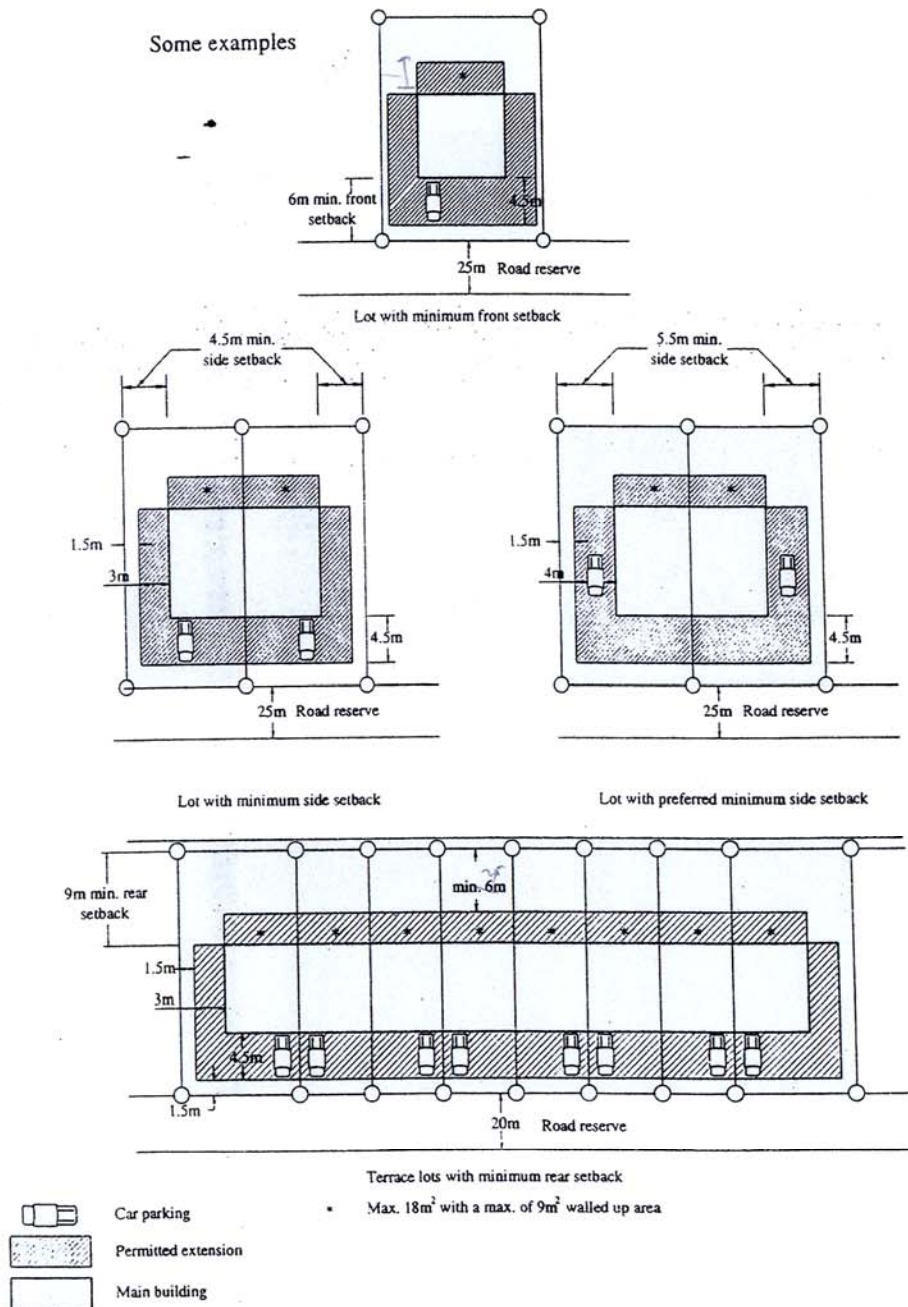 Some examples
*
6m min. front
setback
4.5m
25m Road reserve
Lot with minimum front setback
4.5m min.
side setback
5.5m min.
side setback
* *
* *
1.5m
3m
4.5m
1.5m
4m
4.5m
25m Road reserve
25m Road reserve
Lot with minimum side setback
Lot with preferred minimum side setback
9m min. rear
setback
min. 6m
* * * * * * * *
1.5m
3m
4.5m
1.5m
20m Road reserve
Terrace lots with minimum rear setback
* Max. 18m² with a max. of 9m² walled up area
Car parking
Permitted extension
Main building